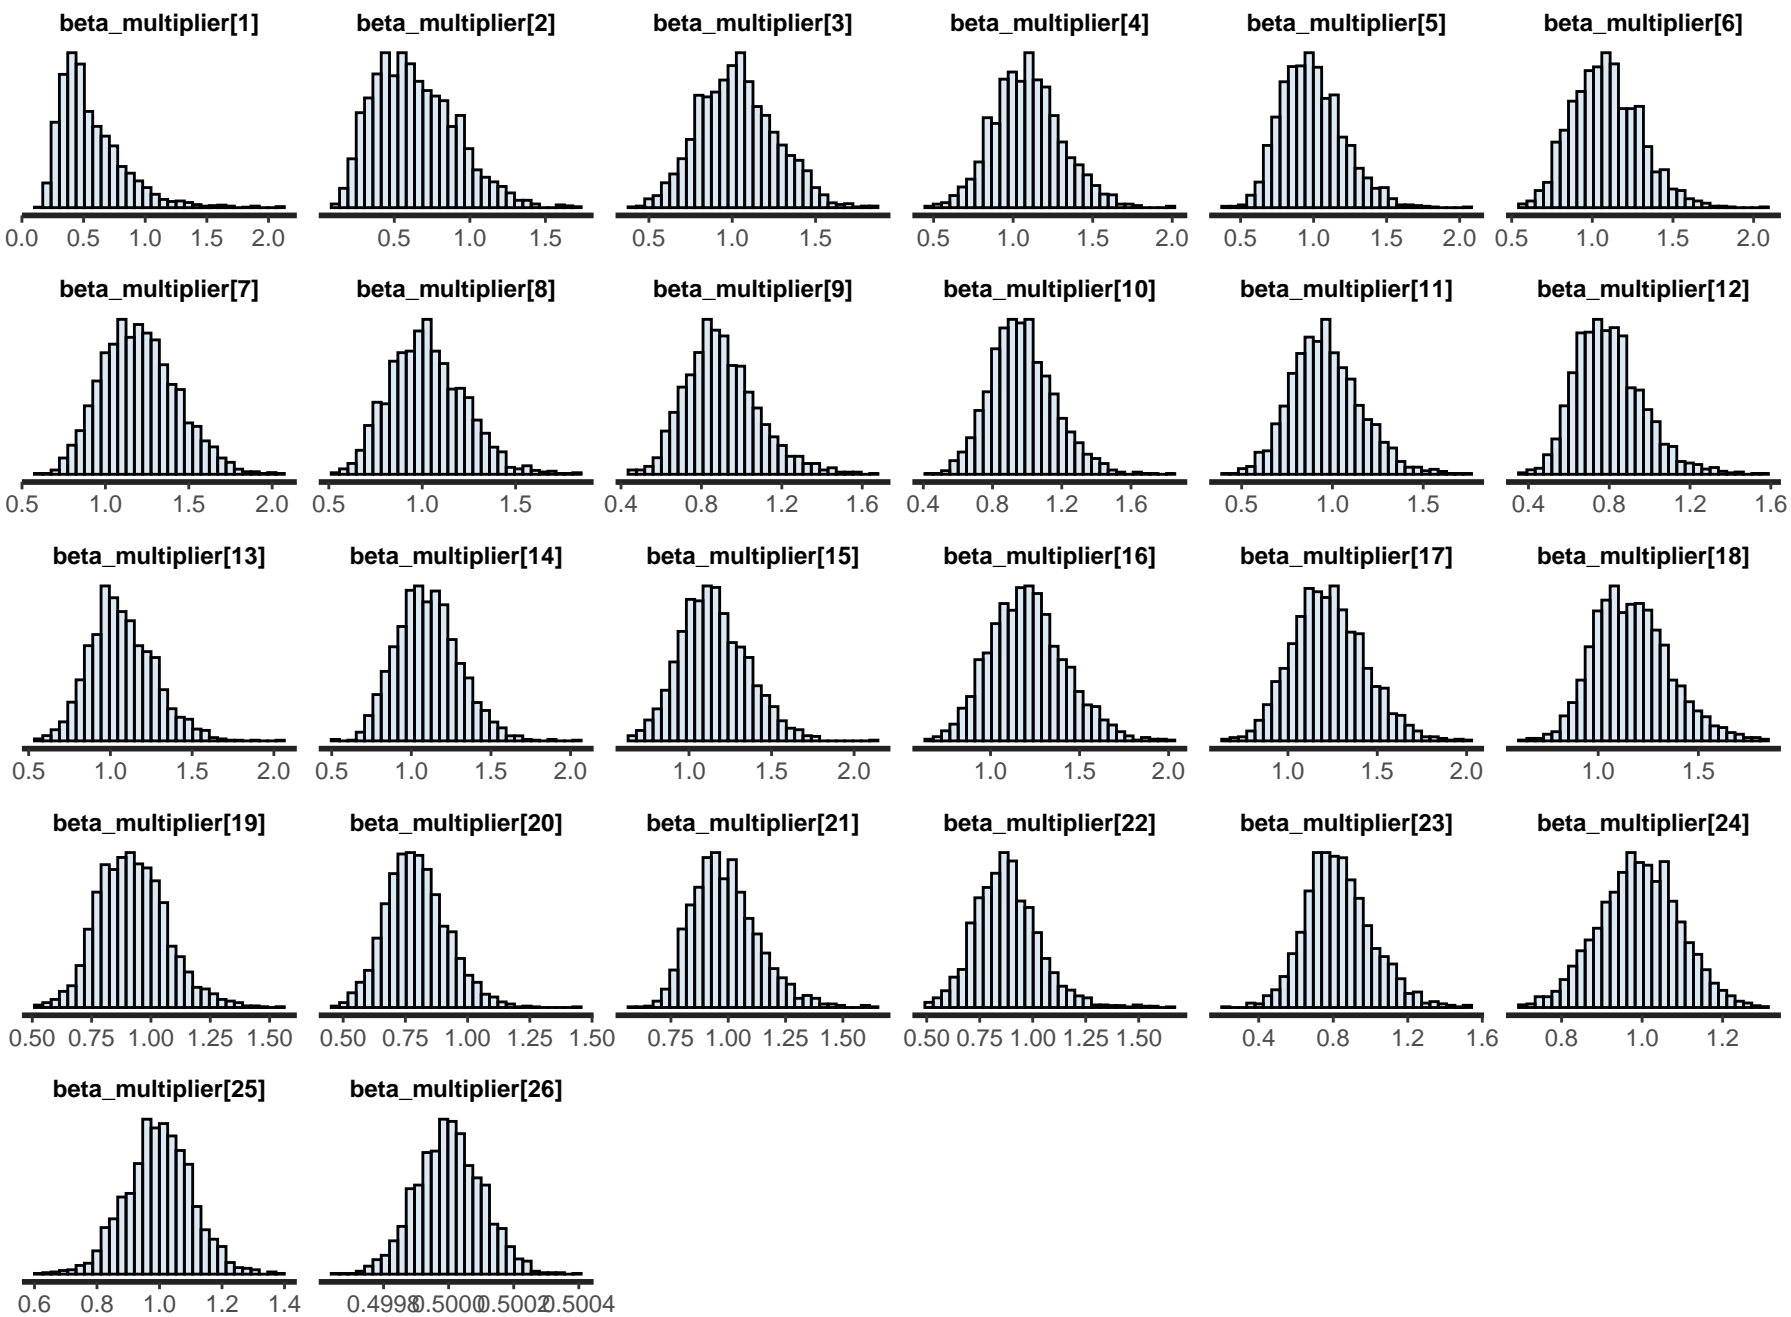 beta_multiplier[1] beta_multiplier[2] beta_multiplier[3] beta_multiplier[4] beta_multiplier[5] beta_multiplier[6]
0.0 0.5 1.0 1.5 2.0 0.5 1.0 1.5 0.5 1.0 1.5 0.5 1.0 1.5 2.0 0.5 1.0 1.5 2.0 0.5 1.0 1.5 2.0
beta_multiplier[7] beta_multiplier[8] beta_multiplier[9] beta_multiplier[10] beta_multiplier[11] beta_multiplier[12]
0.5 1.0 1.5 2.0 0.5 1.0 1.5 0.4 0.8 1.2 1.6 0.4 0.8 1.2 1.6 0.5 1.0 1.5 0.4 0.8 1.2 1.6
beta_multiplier[13] beta_multiplier[14] beta_multiplier[15] beta_multiplier[16] beta_multiplier[17] beta_multiplier[18]
0.5 1.0 1.5 2.0 0.5 1.0 1.5 2.0 1.0 1.5 2.0 1.0 1.5 2.0 1.0 1.5 2.0 1.0 1.5
beta_multiplier[19] beta_multiplier[20] beta_multiplier[21] beta_multiplier[22] beta_multiplier[23] beta_multiplier[24]
0.50 0.75 1.00 1.25 1.50 0.50 0.75 1.00 1.25 1.50 0.75 1.00 1.25 1.50 0.50 0.75 1.00 1.25 1.50 0.4 0.8 1.2 1.6 0.8 1.0 1.2
beta_multiplier[25] beta_multiplier[26]
0.6 0.8 1.0 1.2 1.4 0.4998 0.5000 0.5002 0.5004